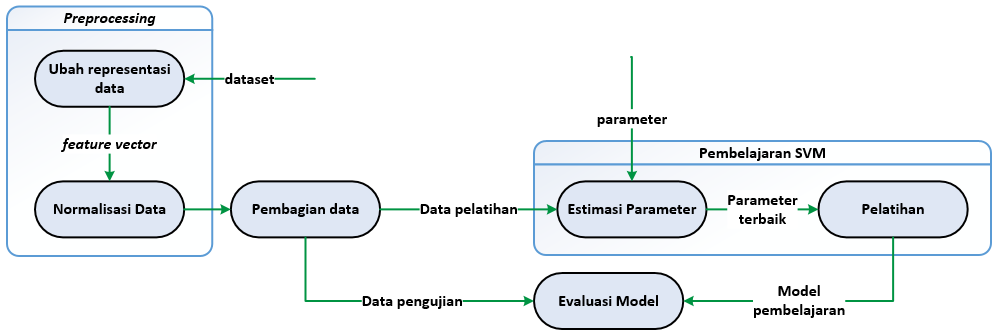 Preprocessing
Ubah representasi
data
dataset
feature vector
parameter
Pembelajaran SVM
Normalisasi Data
Pembagian data
Data pelatihan
Estimasi Parameter
Parameter
terbaik
Pelatihan
Data pengujian
Evaluasi Model
Model
pembelajaran